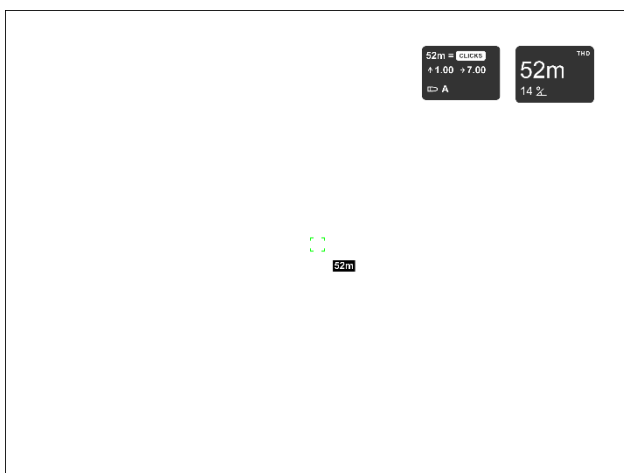 52m = CLICKS
↑1.00 →7.00
A
THD
52m
14 %
52m